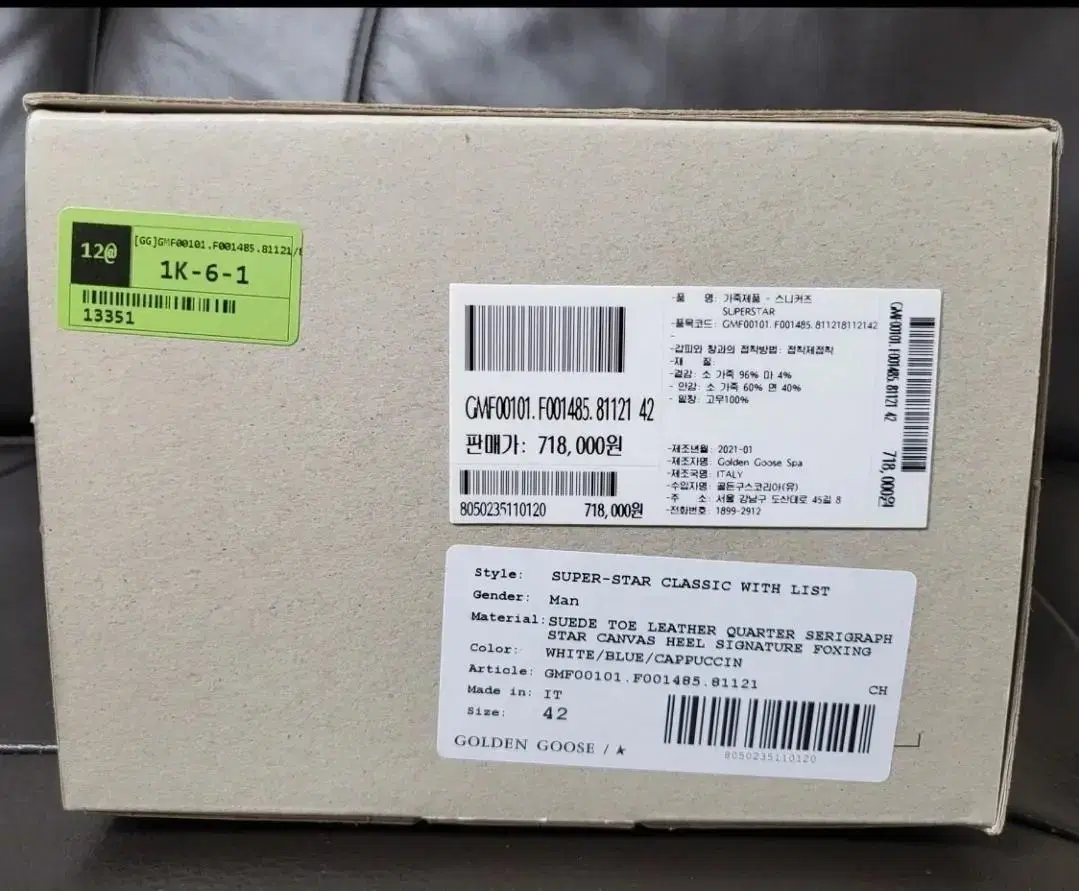 12@
[GG]GMF00101.F001485.81121/
1K-6-1
13351
GMF00101.F001485.81121 42
판매가: 718,000원
8050235110120 718,000원
-품 명: 가죽제품 - 스니커즈
SUPERSTAR
-품목코드: GMF00101.F001485.811218112142
-
-갑피와 창과의 접착방법: 접착제접착
-재 질:
-겉감: 소 가죽 96% 마 4%
- 안감: 소 가죽 60% 면 40%
- 밑창: 고무100%
-제조년월: 2021-01
-제조자명: Golden Goose Spa
-제조국명: ITALY
-수입자명: 골든구스코리아(유)
-주 소: 서울 강남구 도산대로 45길 8
-전화번호: 1899-2912
GMF00101.F001485.81121 42 718,000원
Style: SUPER-STAR CLASSIC WITH LIST
Gender: Man
Material: SUEDE TOE LEATHER QUARTER SERIGRAPH
STAR CANVAS HEEL SIGNATURE FOXING
Color: WHITE/BLUE/CAPPUCCIN
Article: GMF00101.F001485.81121
CH
Made in: IT
Size: 42
GOLDEN GOOSE / ★
8050235110120